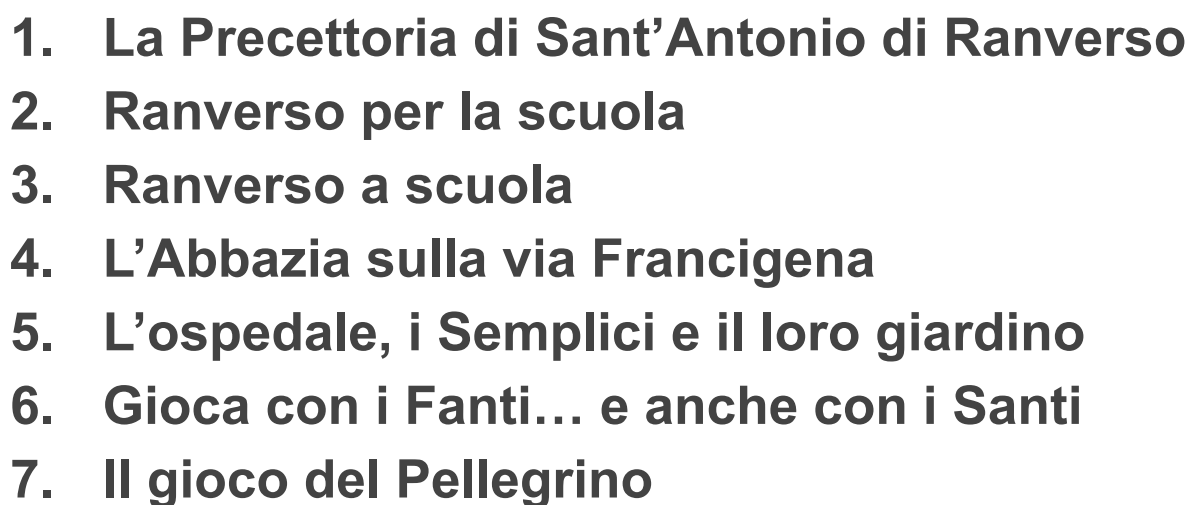 1. La Precettoria di Sant’Antonio di Ranverso
2. Ranverso per la scuola
3. Ranverso a scuola
4. L’Abbazia sulla via Francigena
5. L’ospedale, i Semplici e il loro giardino
6. Gioca con i Fanti… e anche con i Santi
7. Il gioco del Pellegrino